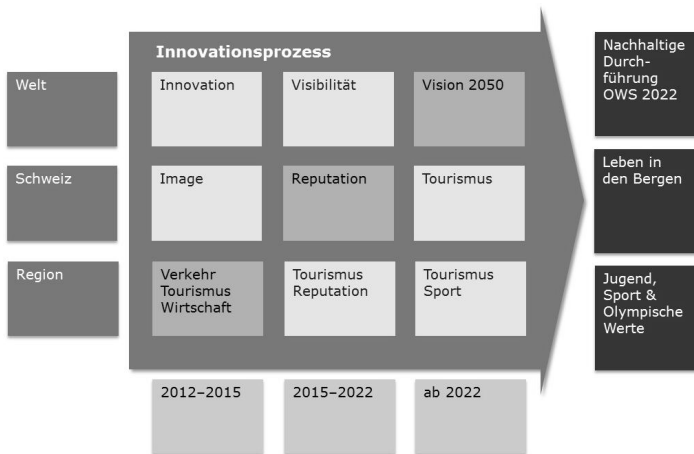 Innovationsprozess
Nachhaltige
Durch-
führung
OWS 2022
Welt
Innovation
Visibilität
Vision 2050
Leben in
den Bergen
Schweiz
Image
Reputation
Tourismus
Region
Verkehr
Tourismus
Wirtschaft
Tourismus
Reputation
Tourismus
Sport
Jugend,
Sport &
Olympische
Werte
2012–2015
2015–2022
ab 2022